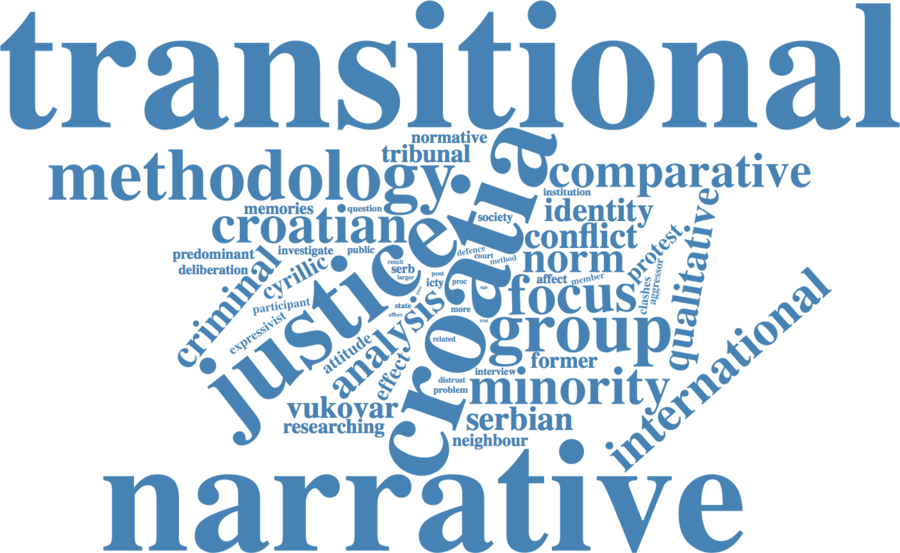 transitional
normative
tribunal
methodology
comparative
institution
memories
question
identity
croatian
society
conflict
predominant
investigate
public
defence
court
method
norm
protest
qualitative
deliberation
cyrillic
result
serb
larger
affect
member
clashes
aggressor
criminal
participant
expressivist
justice
croatia
post
icty
proc
more
state
effort
focus
group
analysis
related
attitude
effect
former
interview
distrust
problem
minority
international
vukovar
researching
serbian
neighbour
narrative